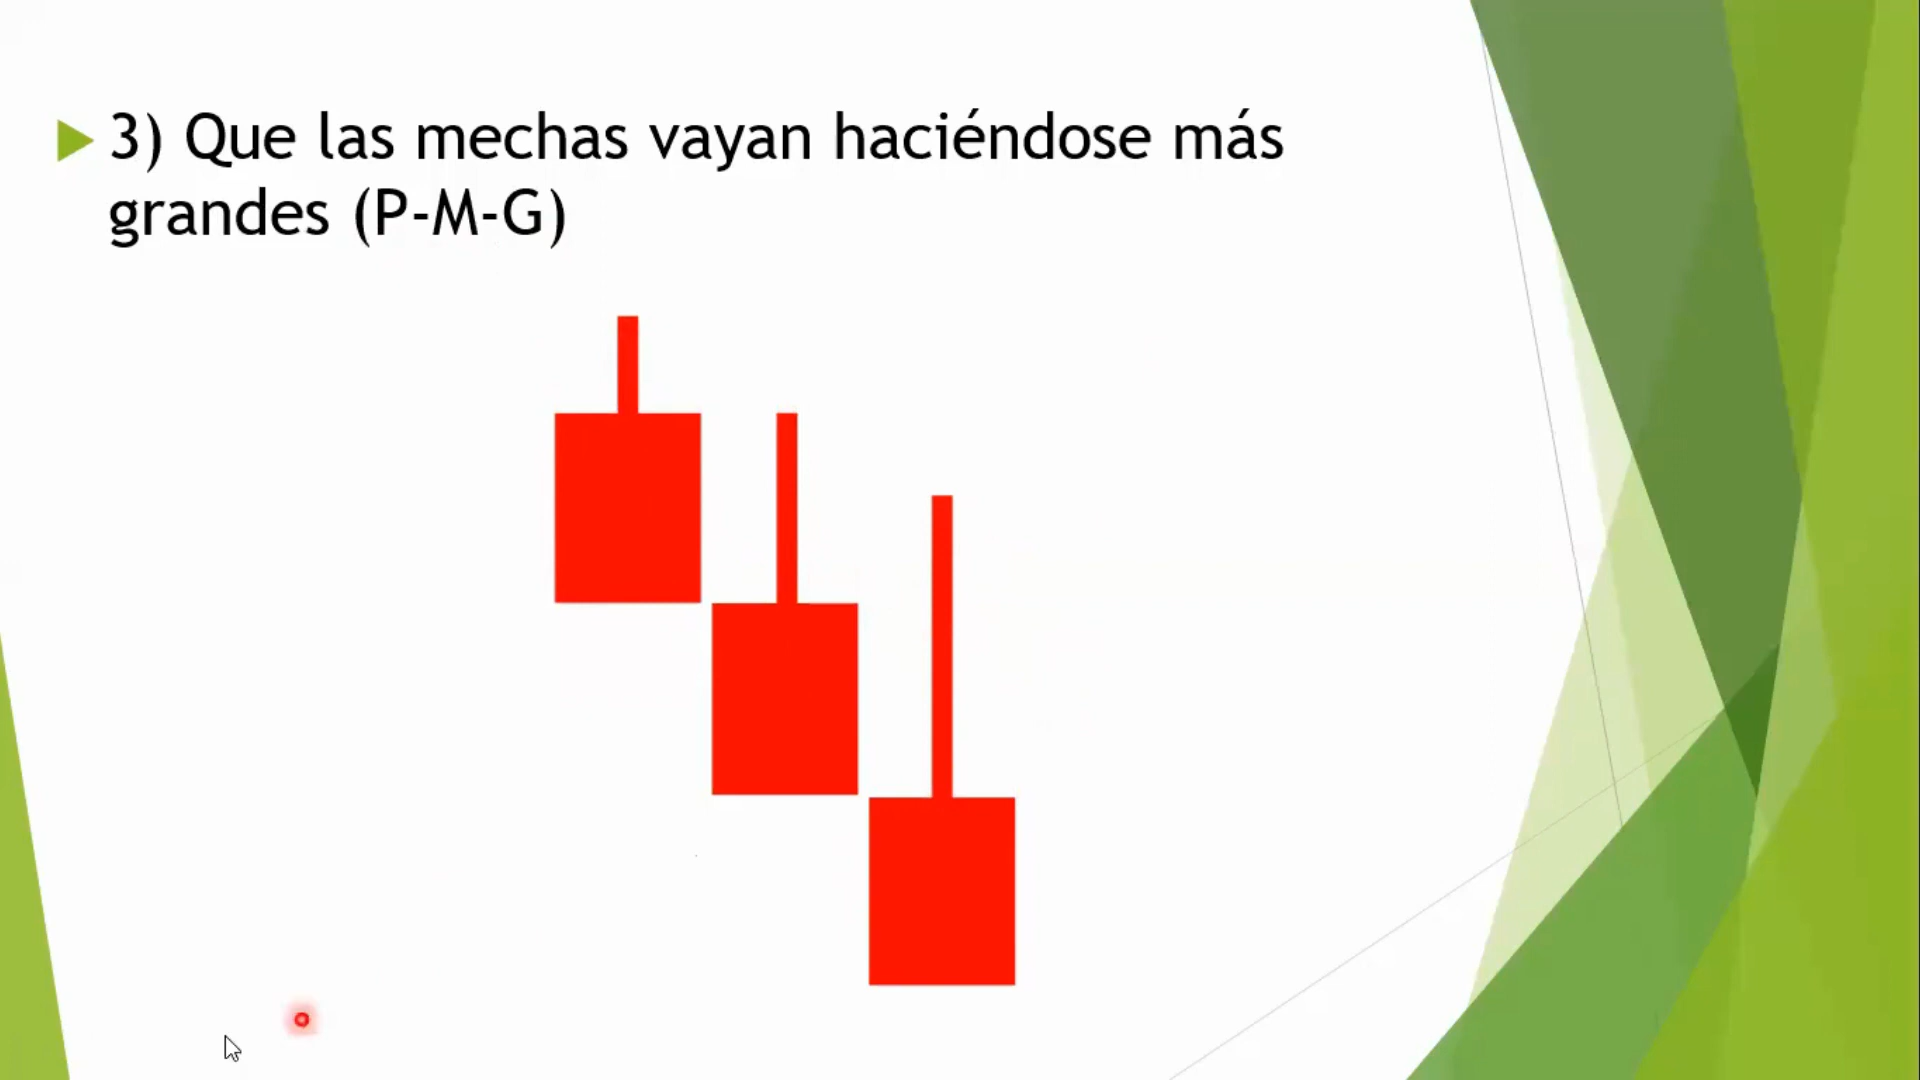 3) Que las mechas vayan haciéndose más
grandes (P-M-G)